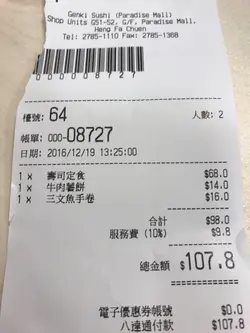 Genki Sushi (Paradise Mall)
Shop Units G51-52, G/F, Paradise Mall,
Heng Fa Chuen
Tel: 2785-1110 Fax: 2785-1368
00008727
檯號: 64 人數: 2
帳單: 000-08727
日期: 2016/12/19 13:25:00
1 x 壽司定食 $68.0
1 x 牛肉薯餅 $14.0
1 x 三文魚手卷 $16.0
合計 $98.0
服務費 (10%) $9.8
總金額 $107.8
電子優惠券帳號 $0.0
八達通付款 $107.8